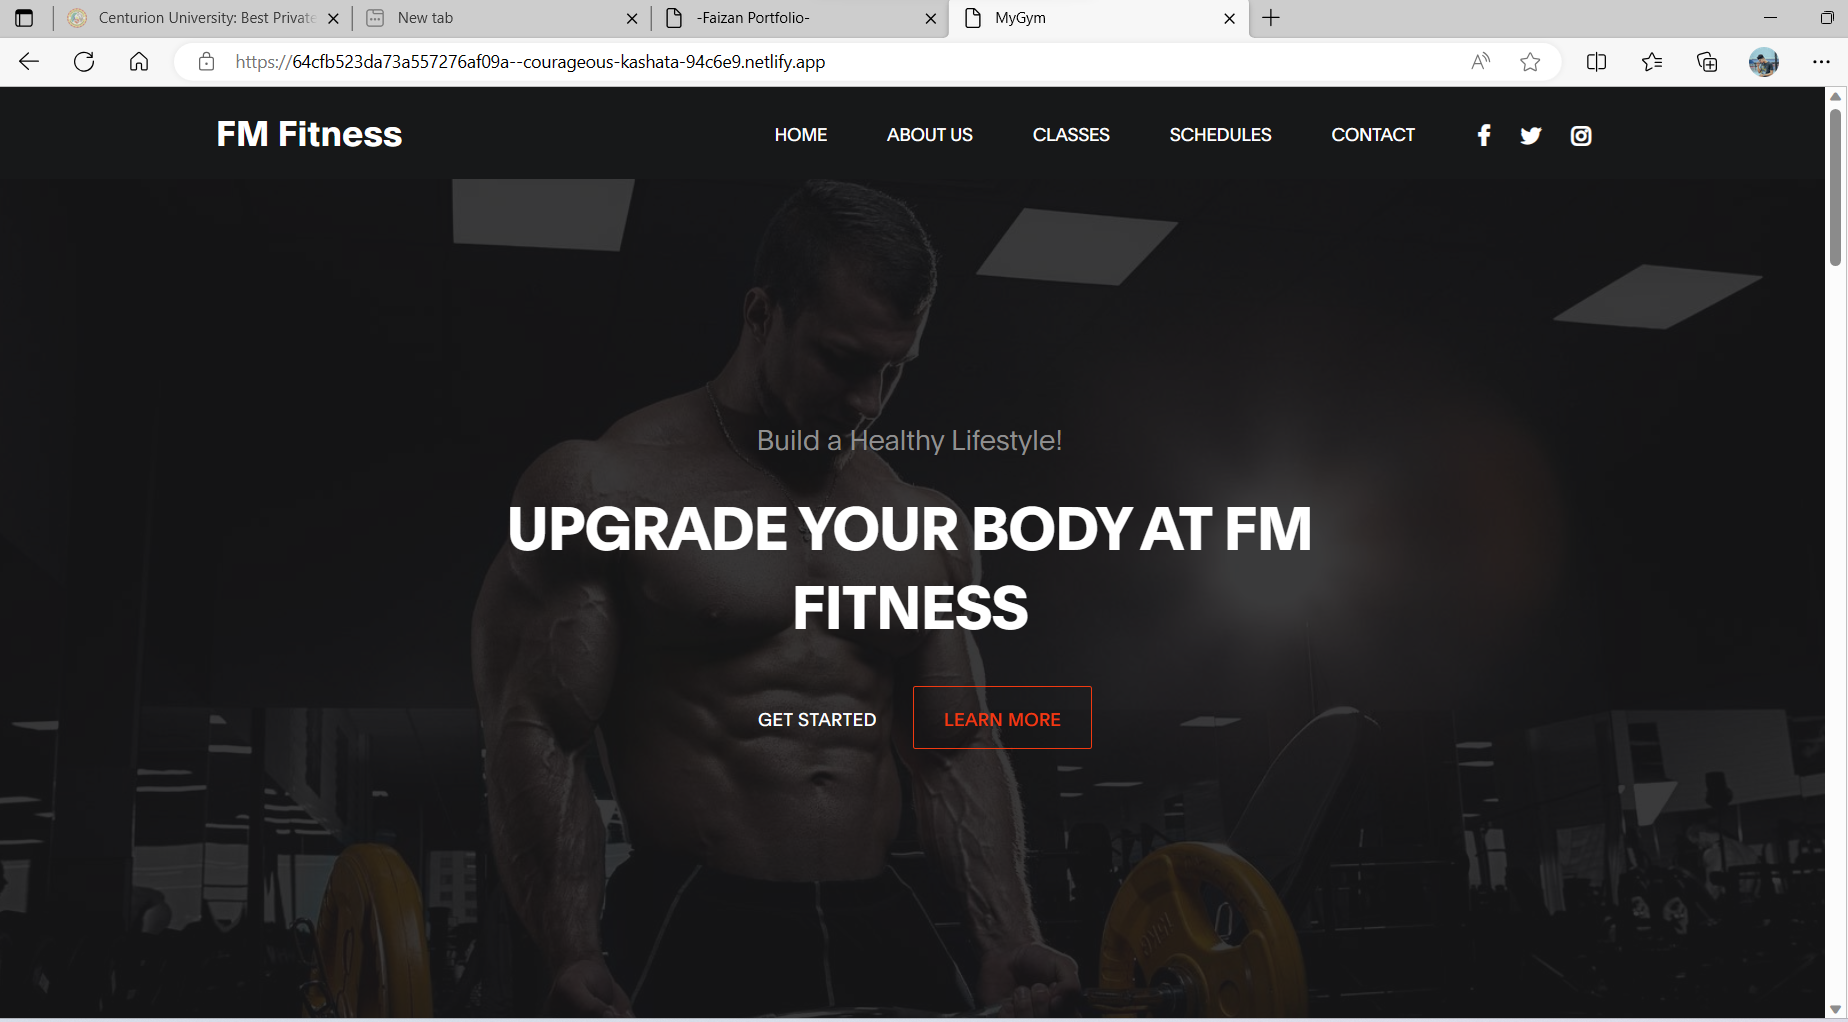 Centurion University: Best Private
New tab
-Faizan Portfolio-
MyGym
https://64cfb523da73a557276af09a--courageous-kashata-94c6e9.netlify.app
FM Fitness
HOME ABOUT US CLASSES SCHEDULES CONTACT
Build a Healthy Lifestyle!
UPGRADE YOUR BODY AT FM
FITNESS
GET STARTED LEARN MORE